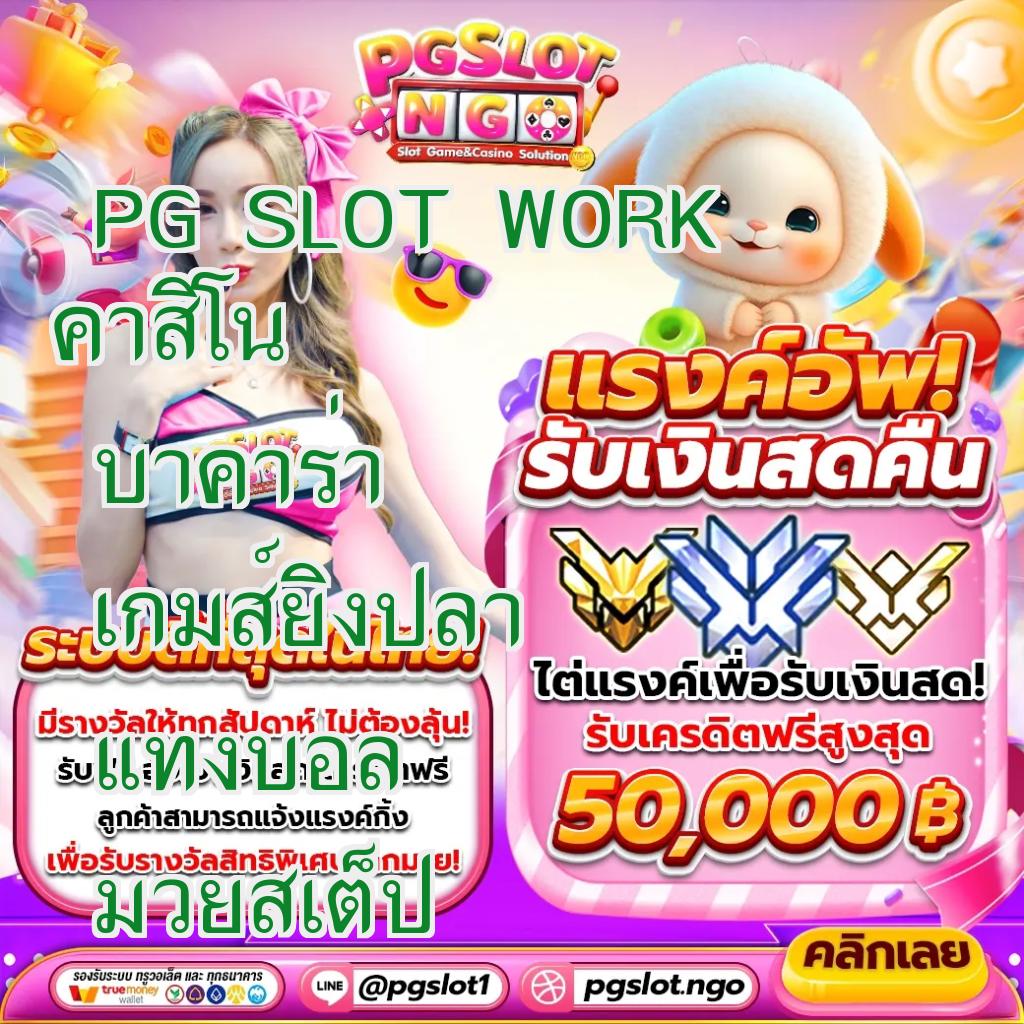 PGSLOT
NGO
Slot Game&Casino Solution
PG SLOT WORK
คาสิโน
บาคาร่า
เกมส์ยิงปลา
แทงบอล
มวยสเต็ป
แรงค์อัพ!
รับเงินสดคืน
ไต่แรงค์เพื่อรับเงินสด!
รับเครดิตฟรีสูงสุด
50,000 ฿
มีรางวัลให้ทุกสัปดาห์ ไม่ต้องลุ้น!
ลูกค้าสามารถแจ้งแรงค์กิ้ง
เพื่อรับรางวัลสิทธิพิเศษ
รองรับระบบ ทรูวอเล็ต และ ทุกธนาคาร
truemoney
wallet
LINE @pgslot1
pgslot.ngo
คลิกเลย